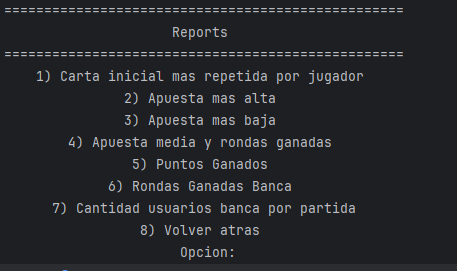 ==================================================
Reports
==================================================
1) Carta inicial mas repetida por jugador
2) Apuesta mas alta
3) Apuesta mas baja
4) Apuesta media y rondas ganadas
5) Puntos Ganados
6) Rondas Ganadas Banca
7) Cantidad usuarios banca por partida
8) Volver atras
Opcion: